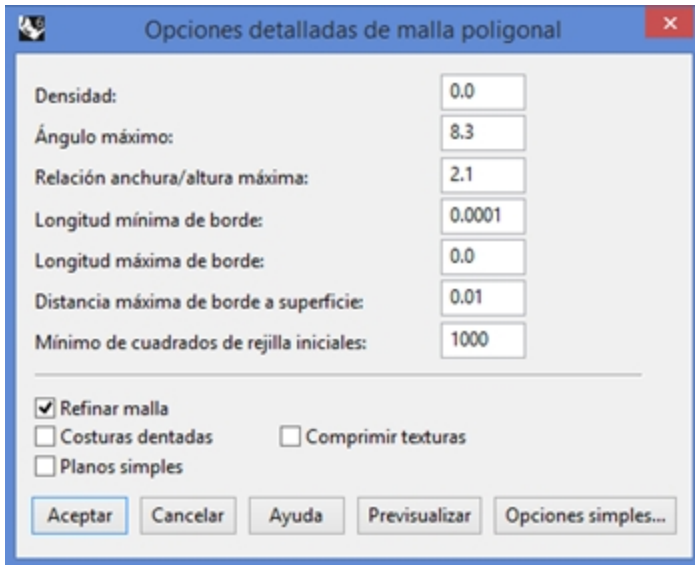 Opciones detalladas de malla poligonal
Densidad: 0.0
Ángulo máximo: 8.3
Relación anchura/altura máxima: 2.1
Longitud mínima de borde: 0.0001
Longitud máxima de borde: 0.0
Distancia máxima de borde a superficie: 0.01
Mínimo de cuadrados de rejilla iniciales: 1000
Refinar malla
Costuras dentadas Comprimir texturas
Planos simples
Aceptar Cancelar Ayuda Previsualizar Opciones simples...